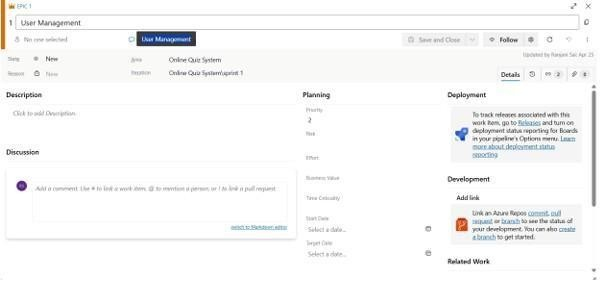 EPIC 1
1 User Management
No one selected
User Management
Save and Close
Follow
Updated by Ranjani Sai: Apr 23
State
New
Area
Online Quiz System
Reason
New
Iteration
Online Quiz System\sprint 1
Details
2
0
Description
Click to add Description.
Discussion
Add a comment. Use # to link a work item, @ to mention a person, or ! to link a pull request.
switch to Markdown editor
Planning
Priority
2
Risk
Effort
Business Value
Time Criticality
Start Date
Select a date...
Target Date
Select a date...
Deployment
To track releases associated with this
work item, go to Releases and turn on
deployment status reporting for Boards
in your pipeline's Options menu. Learn
more about deployment status
reporting
Development
Add link
Link an Azure Repos commit, pull
request or branch to see the status of
your development. You can also create
a branch to get started.
Related Work